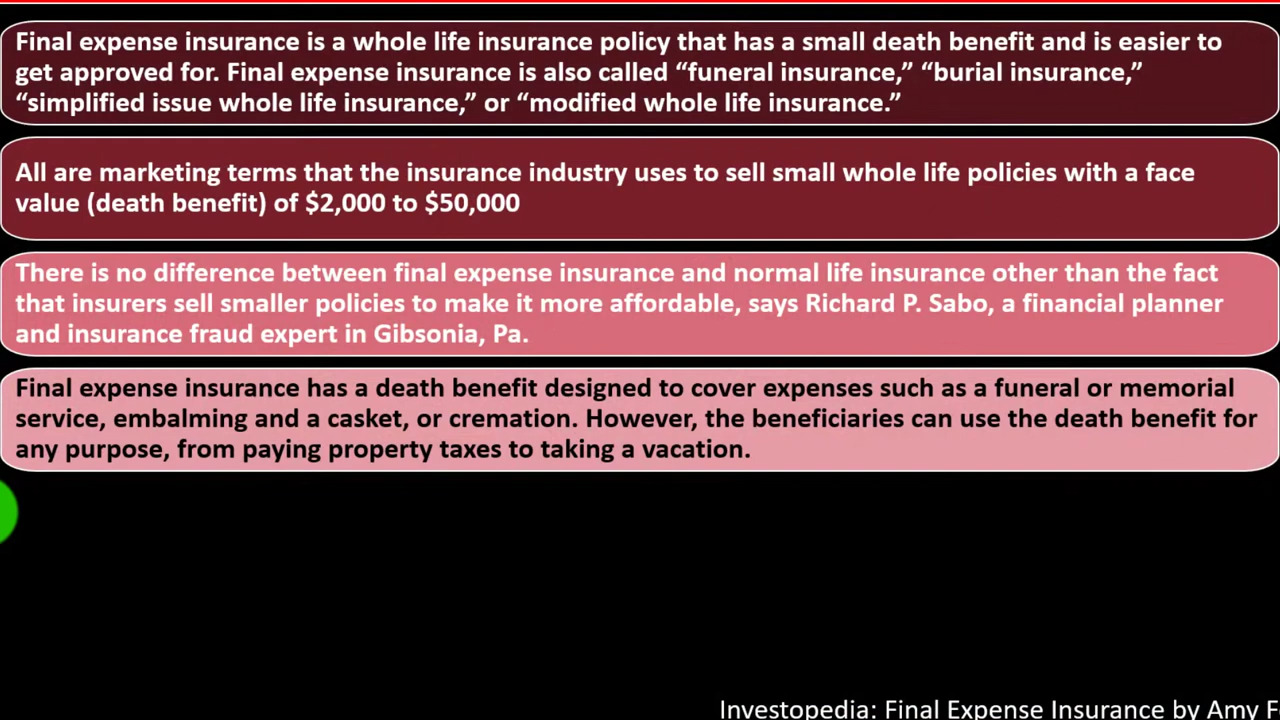 Final expense insurance is a whole life insurance policy that has a small death benefit and is easier to
get approved for. Final expense insurance is also called “funeral insurance,” “burial insurance,”
“simplified issue whole life insurance,” or “modified whole life insurance.”
All are marketing terms that the insurance industry uses to sell small whole life policies with a face
value (death benefit) of $2,000 to $50,000
There is no difference between final expense insurance and normal life insurance other than the fact
that insurers sell smaller policies to make it more affordable, says Richard P. Sabo, a financial planner
and insurance fraud expert in Gibsonia, Pa.
Final expense insurance has a death benefit designed to cover expenses such as a funeral or memorial
service, embalming and a casket, or cremation. However, the beneficiaries can use the death benefit for
any purpose, from paying property taxes to taking a vacation.
Investopedia: Final Expense Insurance by Amy